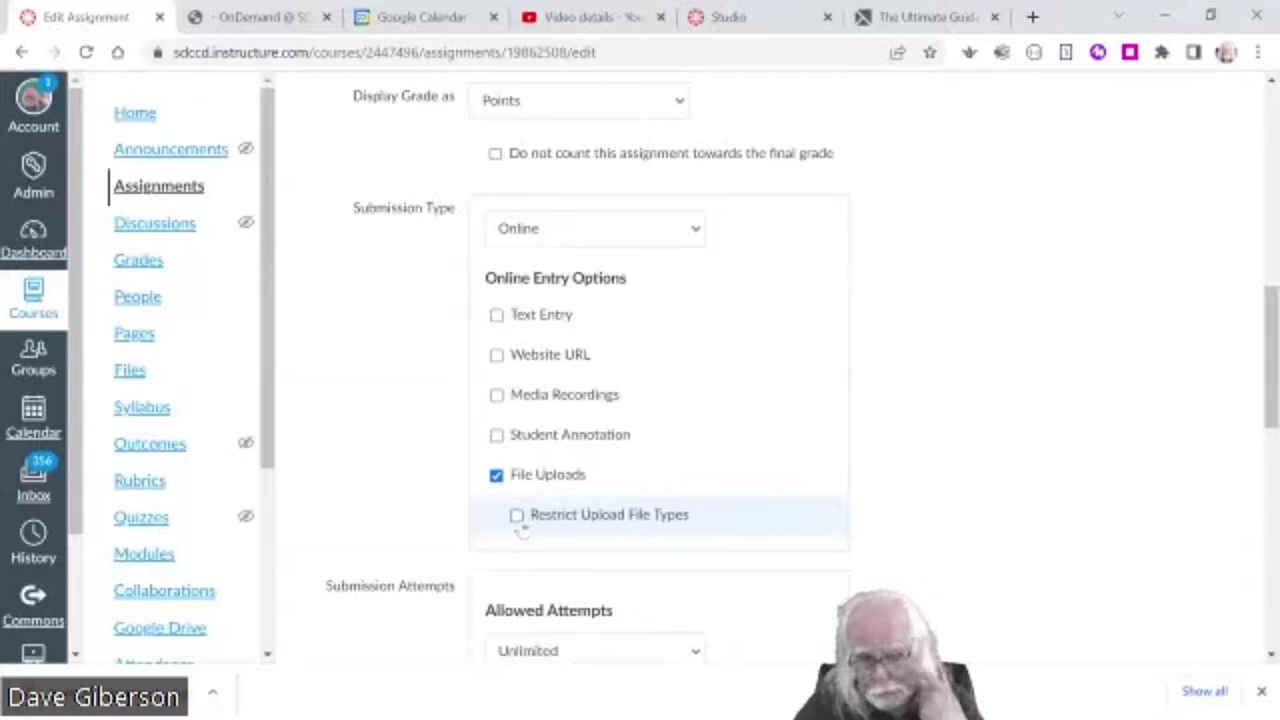 Edit Assignment
- OnDemand @ SC
Google Calendar
Video details - You
Studio
The Ultimate Guid
sdccd.instructure.com/courses/2447496/assignments/19862508/edit
1
Account
Admin
Dashboard
Courses
Groups
Calendar
356
Inbox
History
Commons
Home
Announcements
Assignments
Discussions
Grades
People
Pages
Files
Syllabus
Outcomes
Rubrics
Quizzes
Modules
Collaborations
Google Drive
Attendance
Display Grade as
Points
Do not count this assignment towards the final grade
Submission Type
Online
Online Entry Options
Text Entry
Website URL
Media Recordings
Student Annotation
File Uploads
Restrict Upload File Types
Submission Attempts
Allowed Attempts
Unlimited
Dave Giberson
Show all